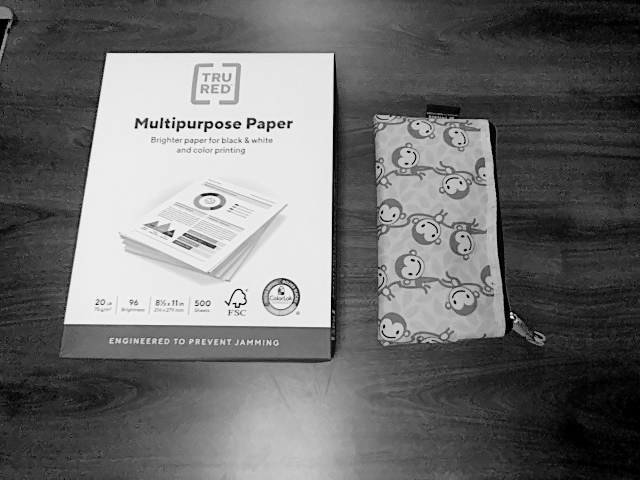 TRU
RED
Multipurpose Paper
Brighter paper for black & white
and color printing
20 LB
75 g/m²
96
Brightness
8½ x 11 in
216 x 279 mm
500
Sheets
FSC
ColorLok
ENGINEERED TO PREVENT JAMMING